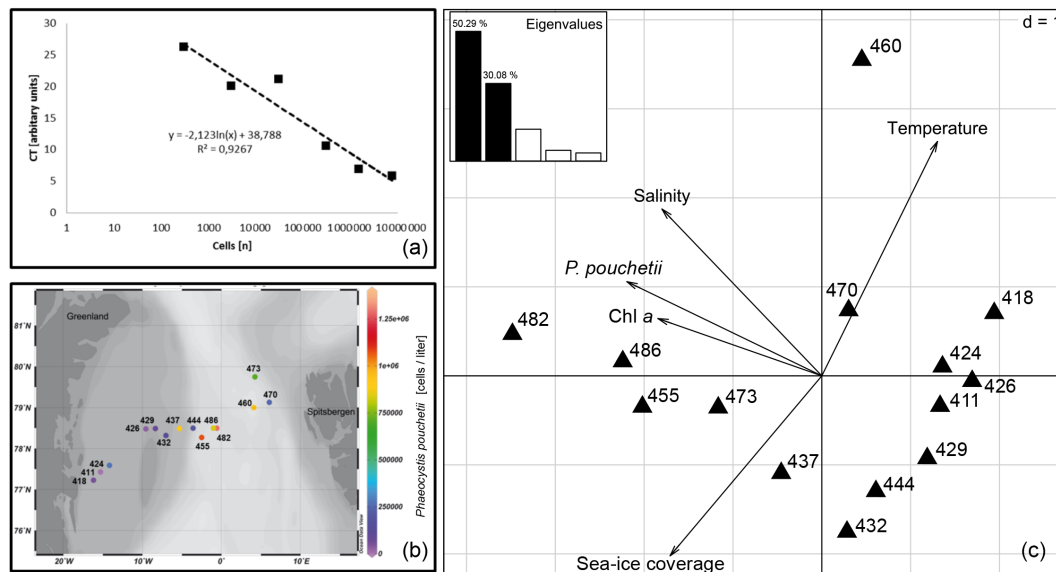 30
25
20
15
10
5
0
CT [arbitary units]
y = -2,123ln(x) + 38,788
R² = 0,9267
1 10 100 1000 10000 100000 1000000 10000000
Cells [n]
(a)
81°N
80°N
79°N
78°N
77°N
76°N
20°W 10°W 0° 10°E
Greenland
Spitsbergen
473
470
460
429 437 444 486
426
432
455
482
424
411
418
1.25e+06
1e+06
750000
500000
250000
0
Phaeocystis pouchetii [cells / liter]
Ocean Data View
(b)
50.29 %
30.08 %
Eigenvalues
d = 1
460
Temperature
Salinity
P. pouchetii
Chl a
470
418
482
486
424
426
455
473
411
429
437
444
432
Sea-ice coverage
(c)